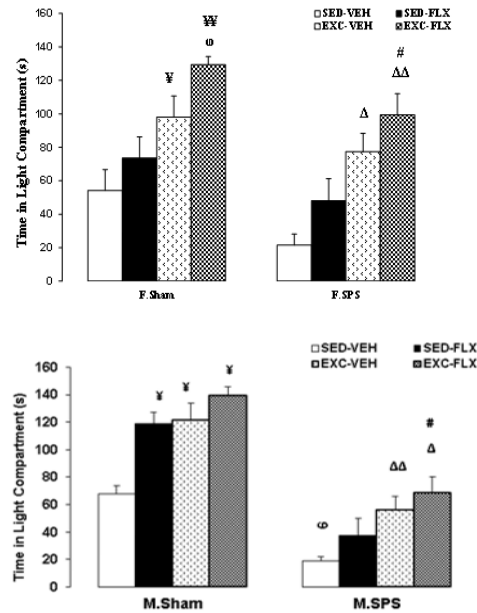 160
140
120
100
80
60
40
20
0
Time in Light Compartment (s)
SED-VEH SED-FLX
EXC-VEH EXC-FLX
¥
¥¥
φ
Δ
#
ΔΔ
F.Sham F.SPS
SED-VEH SED-FLX
EXC-VEH EXC-FLX
160
140
120
100
80
60
40
20
0
Time in Light Compartment (s)
¥ ¥ ¥
φ
ΔΔ
#
Δ
M.Sham M.SPS